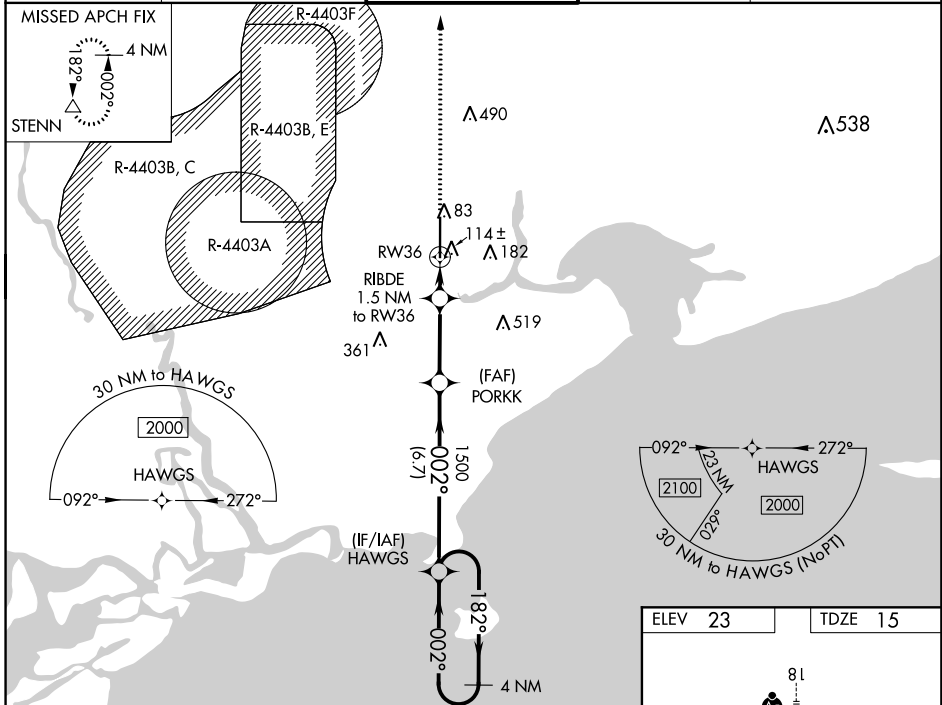 MISSED APCH FIX
4 NM
182°
002°
STENN
R-4403F
R-4403B, E
R-4403B, C
R-4403A
490
538
83
114 ±
182
RW36
RIBDE
1.5 NM
to RW36
519
361
(FAF)
PORKK
1500
002°
(6.7)
(IF/IAF)
HAWGS
182°
002°
4 NM
30 NM to HAWGS
2000
HAWGS
092°
272°
092°
272°
HAWGS
23 NM
2100
2000
029°
30 NM to HAWGS (NoPT)
ELEV 23
TDZE 15
18